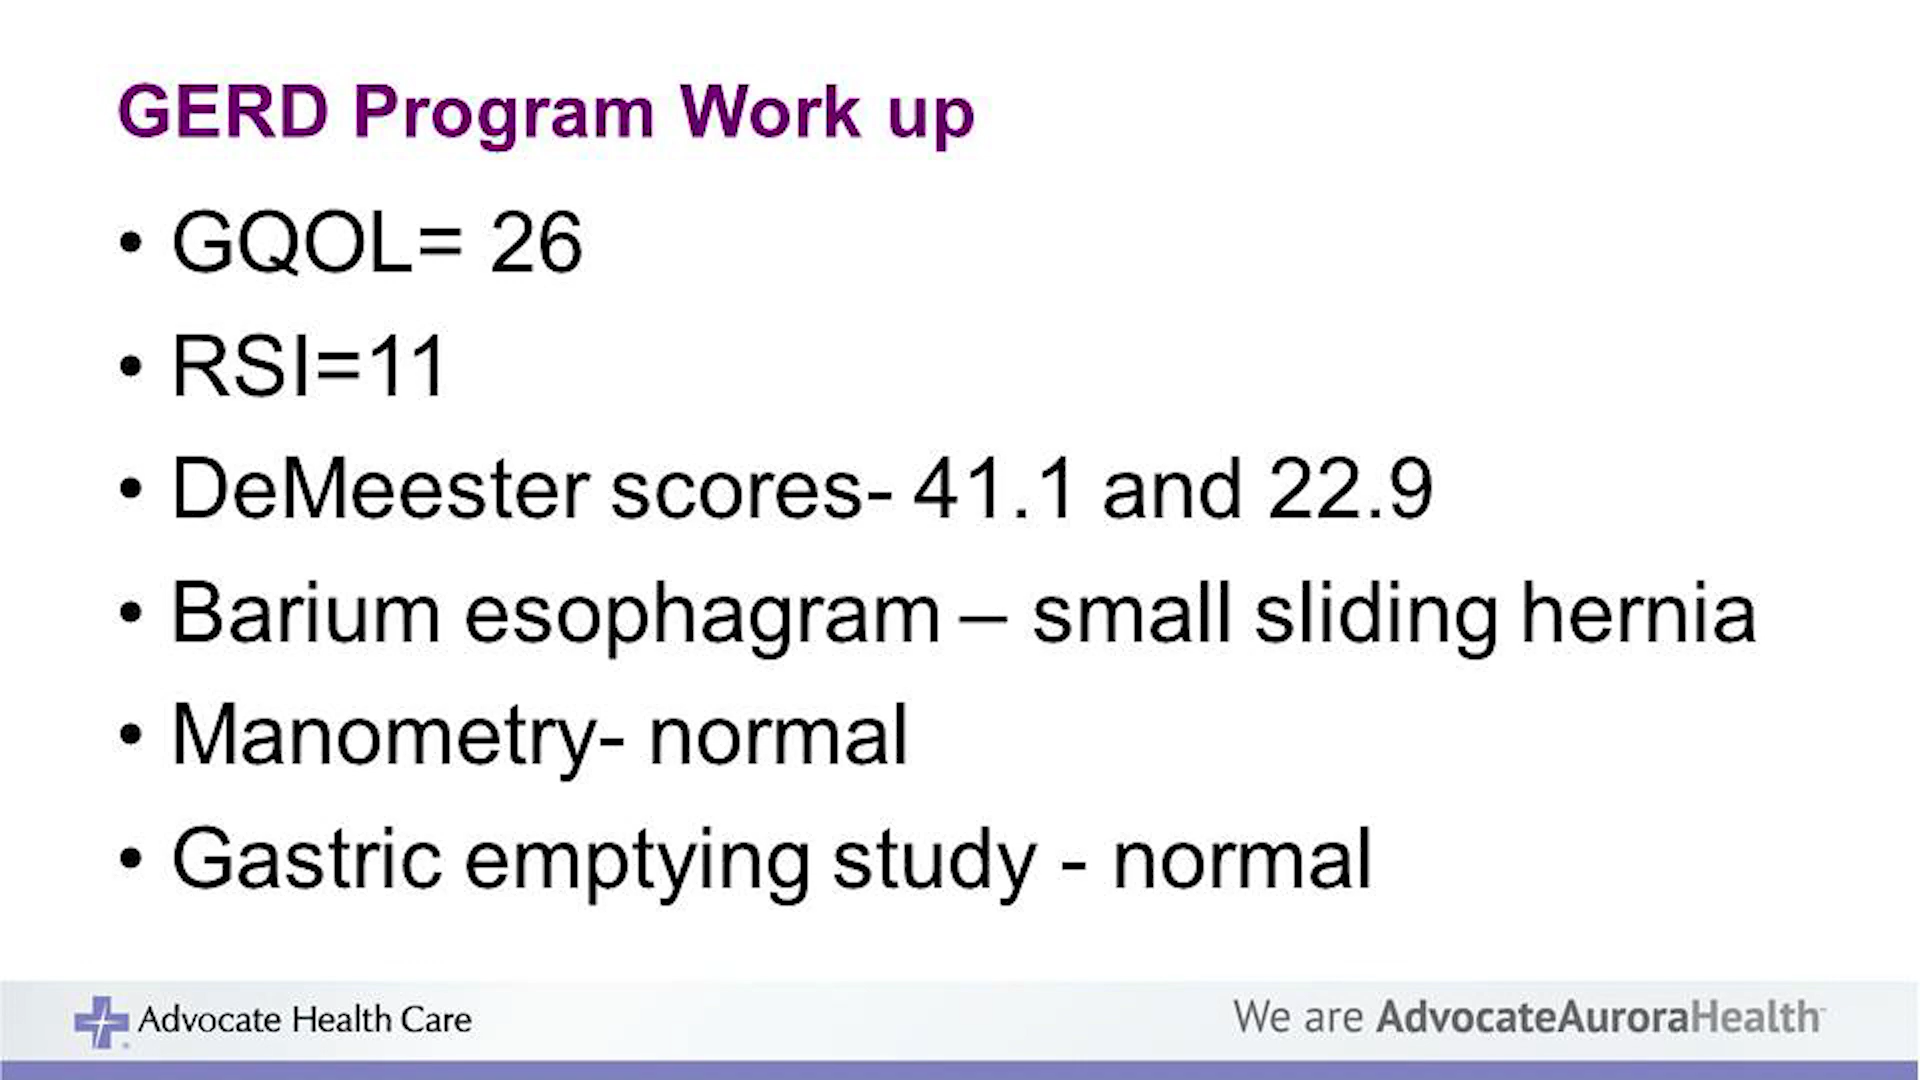 GERD Program Work up
• GQOL= 26
• RSI=11
• DeMeester scores- 41.1 and 22.9
• Barium esophagram – small sliding hernia
• Manometry- normal
• Gastric emptying study - normal
Advocate Health Care
We are AdvocateAuroraHealth